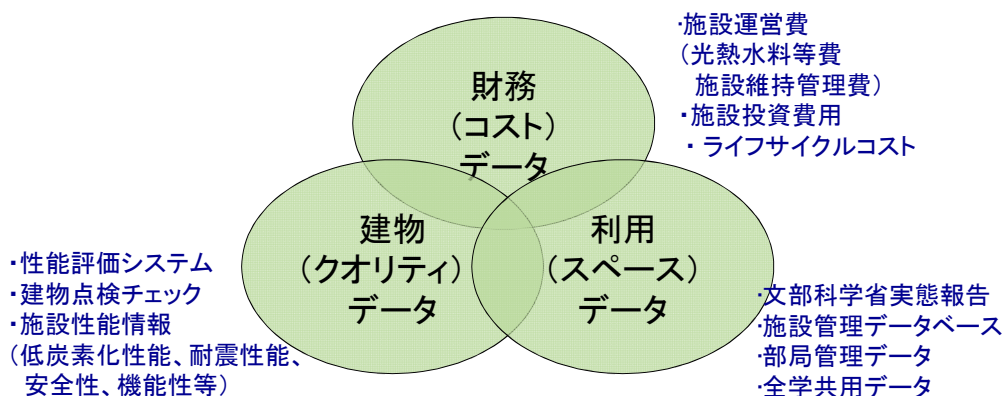 財務
（コスト）
データ
・施設運営費
（光熱水料等費
施設維持管理費）
・施設投資費用
・ライフサイクルコスト
建物
（クオリティ）
データ
・性能評価システム
・建物点検チェック
・施設性能情報
（低炭素化性能、耐震性能、
安全性、機能性等）
利用
（スペース）
データ
・文部科学省実態報告
・施設管理データベース
・部局管理データ
・全学共用データ